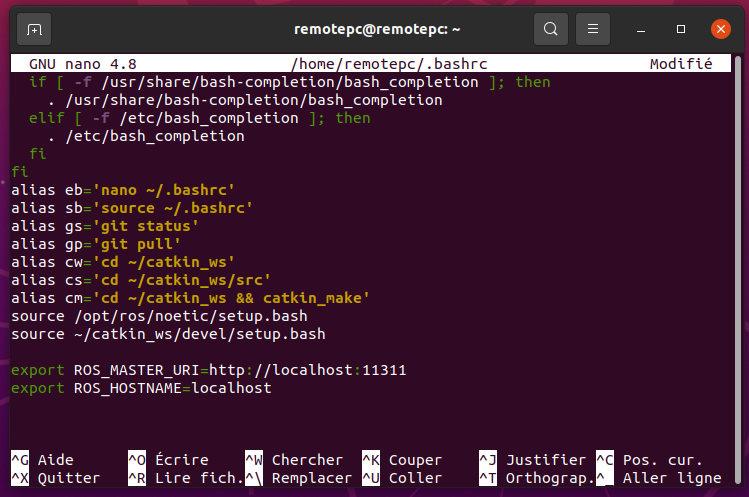 remotepc@remotepc: ~
GNU nano 4.8 /home/remotepc/.bashrc Modifié
if [ -f /usr/share/bash-completion/bash_completion ]; then
. /usr/share/bash-completion/bash_completion
elif [ -f /etc/bash_completion ]; then
. /etc/bash_completion
fi
fi
alias eb='nano ~/.bashrc'
alias sb='source ~/.bashrc'
alias gs='git status'
alias gp='git pull'
alias cw='cd ~/catkin_ws'
alias cs='cd ~/catkin_ws/src'
alias cm='cd ~/catkin_ws && catkin_make'
source /opt/ros/noetic/setup.bash
source ~/catkin_ws/devel/setup.bash
export ROS_MASTER_URI=http://localhost:11311
export ROS_HOSTNAME=localhost
^G Aide ^O Écrire ^W Chercher ^K Couper ^J Justifier ^C Pos. cur.
^X Quitter ^R Lire fich. ^\ Remplacer ^U Coller ^T Orthograp. ^_ Aller ligne